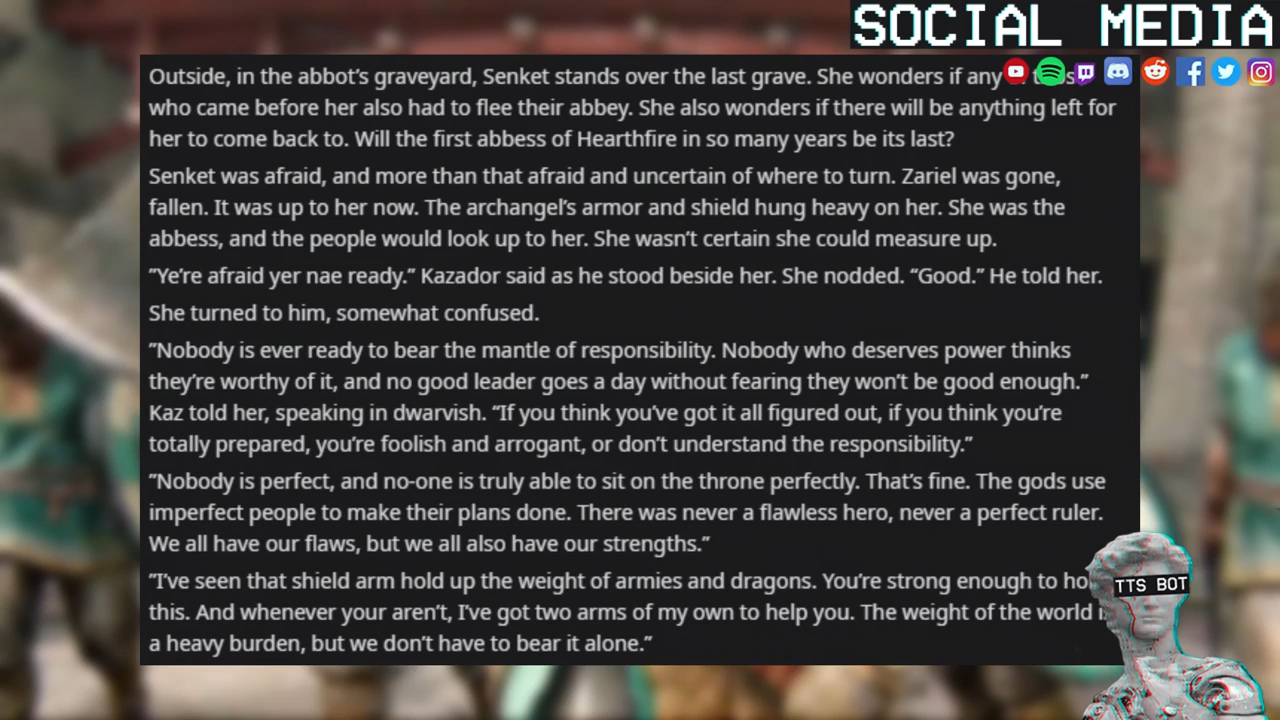 SOCIAL MEDIA
Outside, in the abbot’s graveyard, Senket stands over the last grave. She wonders if any
who came before her also had to flee their abbey. She also wonders if there will be anything left for
her to come back to. Will the first abbess of Hearthfire in so many years be its last?
Senket was afraid, and more than that afraid and uncertain of where to turn. Zariel was gone,
fallen. It was up to her now. The archangel’s armor and shield hung heavy on her. She was the
abbess, and the people would look up to her. She wasn’t certain she could measure up.
”Ye’re afraid yer nae ready.” Kazador said as he stood beside her. She nodded. “Good.” He told her.
She turned to him, somewhat confused.
”Nobody is ever ready to bear the mantle of responsibility. Nobody who deserves power thinks
they’re worthy of it, and no good leader goes a day without fearing they won’t be good enough.”
Kaz told her, speaking in dwarvish. “If you think you’ve got it all figured out, if you think you’re
totally prepared, you’re foolish and arrogant, or don’t understand the responsibility.”
”Nobody is perfect, and no-one is truly able to sit on the throne perfectly. That’s fine. The gods use
imperfect people to make their plans done. There was never a flawless hero, never a perfect ruler.
We all have our flaws, but we all also have our strengths.”
”I’ve seen that shield arm hold up the weight of armies and dragons. You’re strong enough to
this. And whenever your aren’t, I’ve got two arms of my own to help you. The weight of the world
a heavy burden, but we don’t have to bear it alone.”
TTS BOT